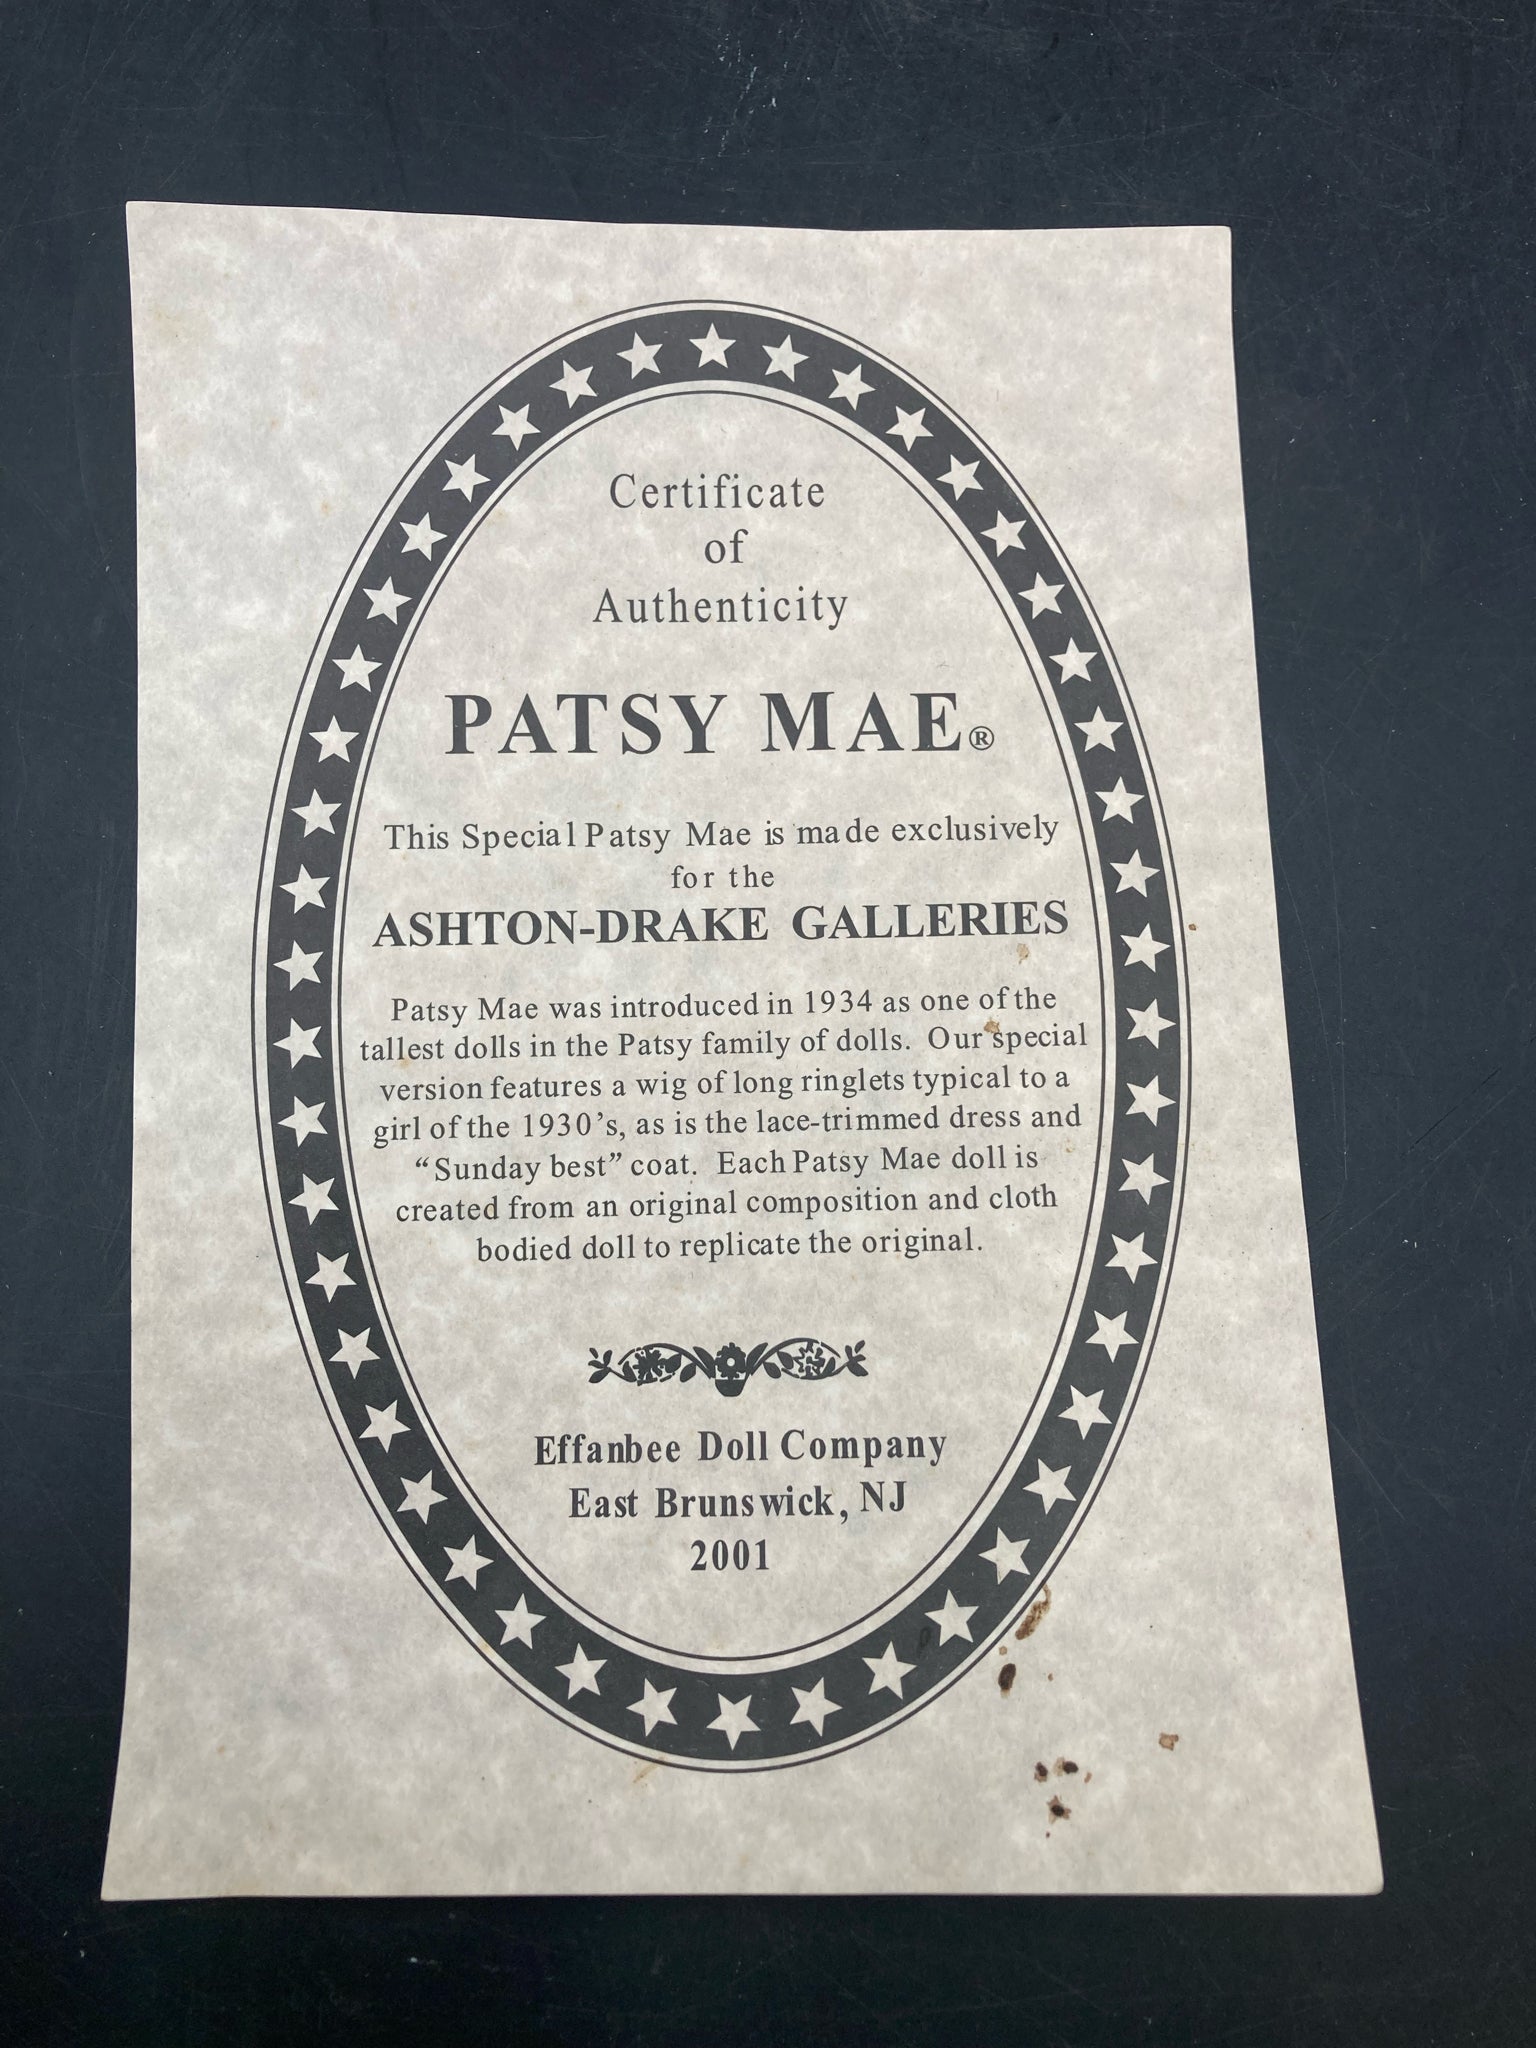 Certificate
of
Authenticity
PATSY MAE®
This Special Patsy Mae is made exclusively
for the
ASHTON-DRAKE GALLERIES
Patsy Mae was introduced in 1934 as one of the
tallest dolls in the Patsy family of dolls. Our special
version features a wig of long ringlets typical to a
girl of the 1930's, as is the lace-trimmed dress and
“Sunday best” coat. Each Patsy Mae doll is
created from an original composition and cloth
bodied doll to replicate the original.
Effanbee Doll Company
East Brunswick, NJ
2001